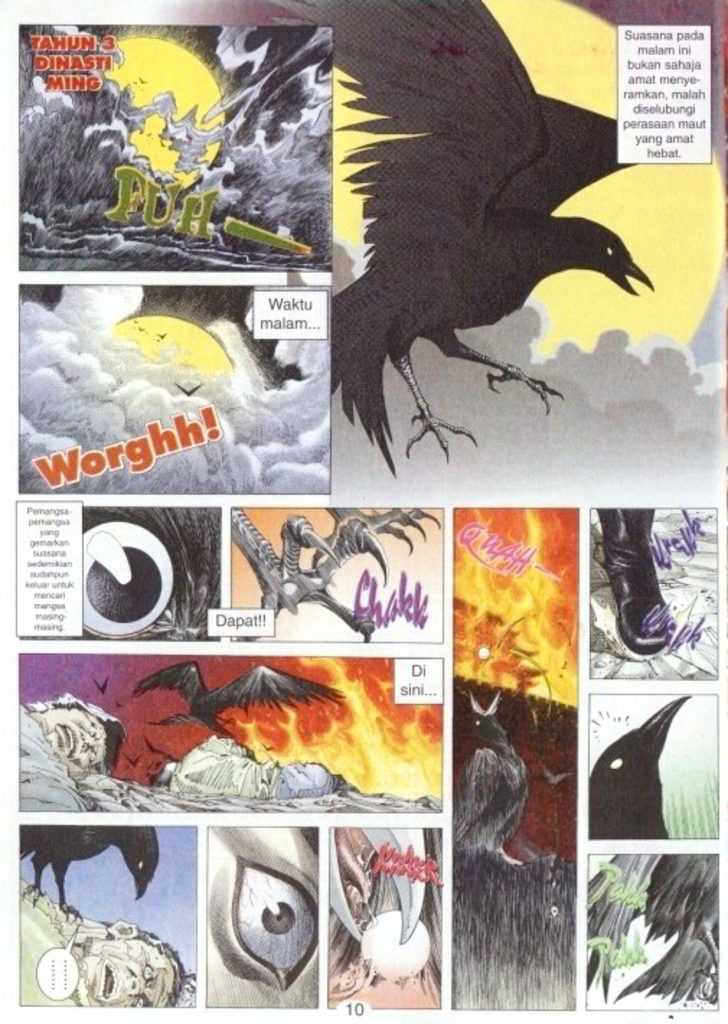 TAHUN 3
DINASTI
MING
FUH
Suasana pada
malam ini
bukan sahaja
amat menye-
ramkan, malah
diselubungi
perasaan maut
yang amat
hebat.
Waktu
malam...
Worghh!
Pemangsa-
pemangsa
yang
gemarkan
suasana
sedemikian
sudahpun
keluar untuk
mencari
mangsa
masing-
masing.
Dapat!!
Chakk
QUAH
Di
sini...
10